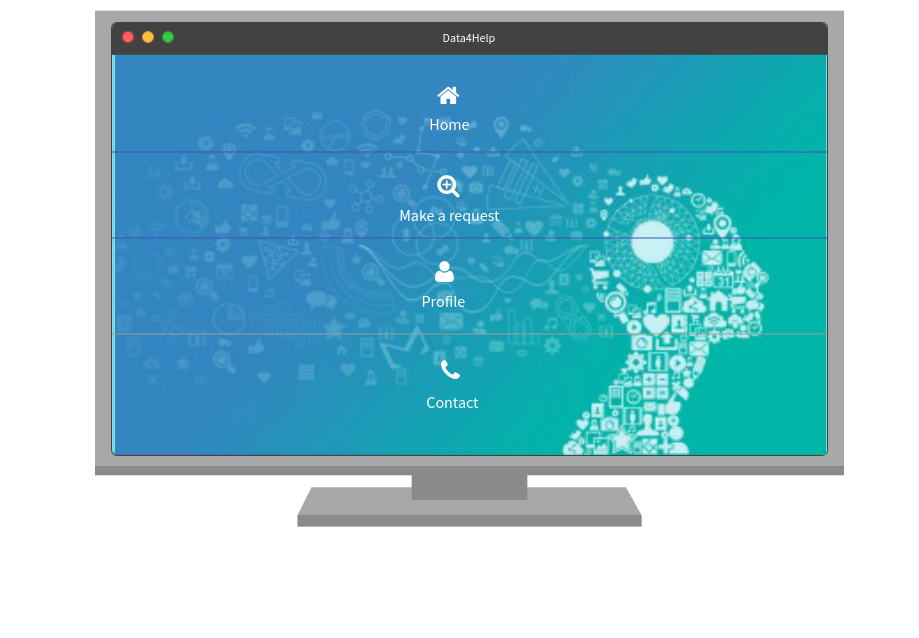 Data4Help
Home
Make a request
Profile
Contact